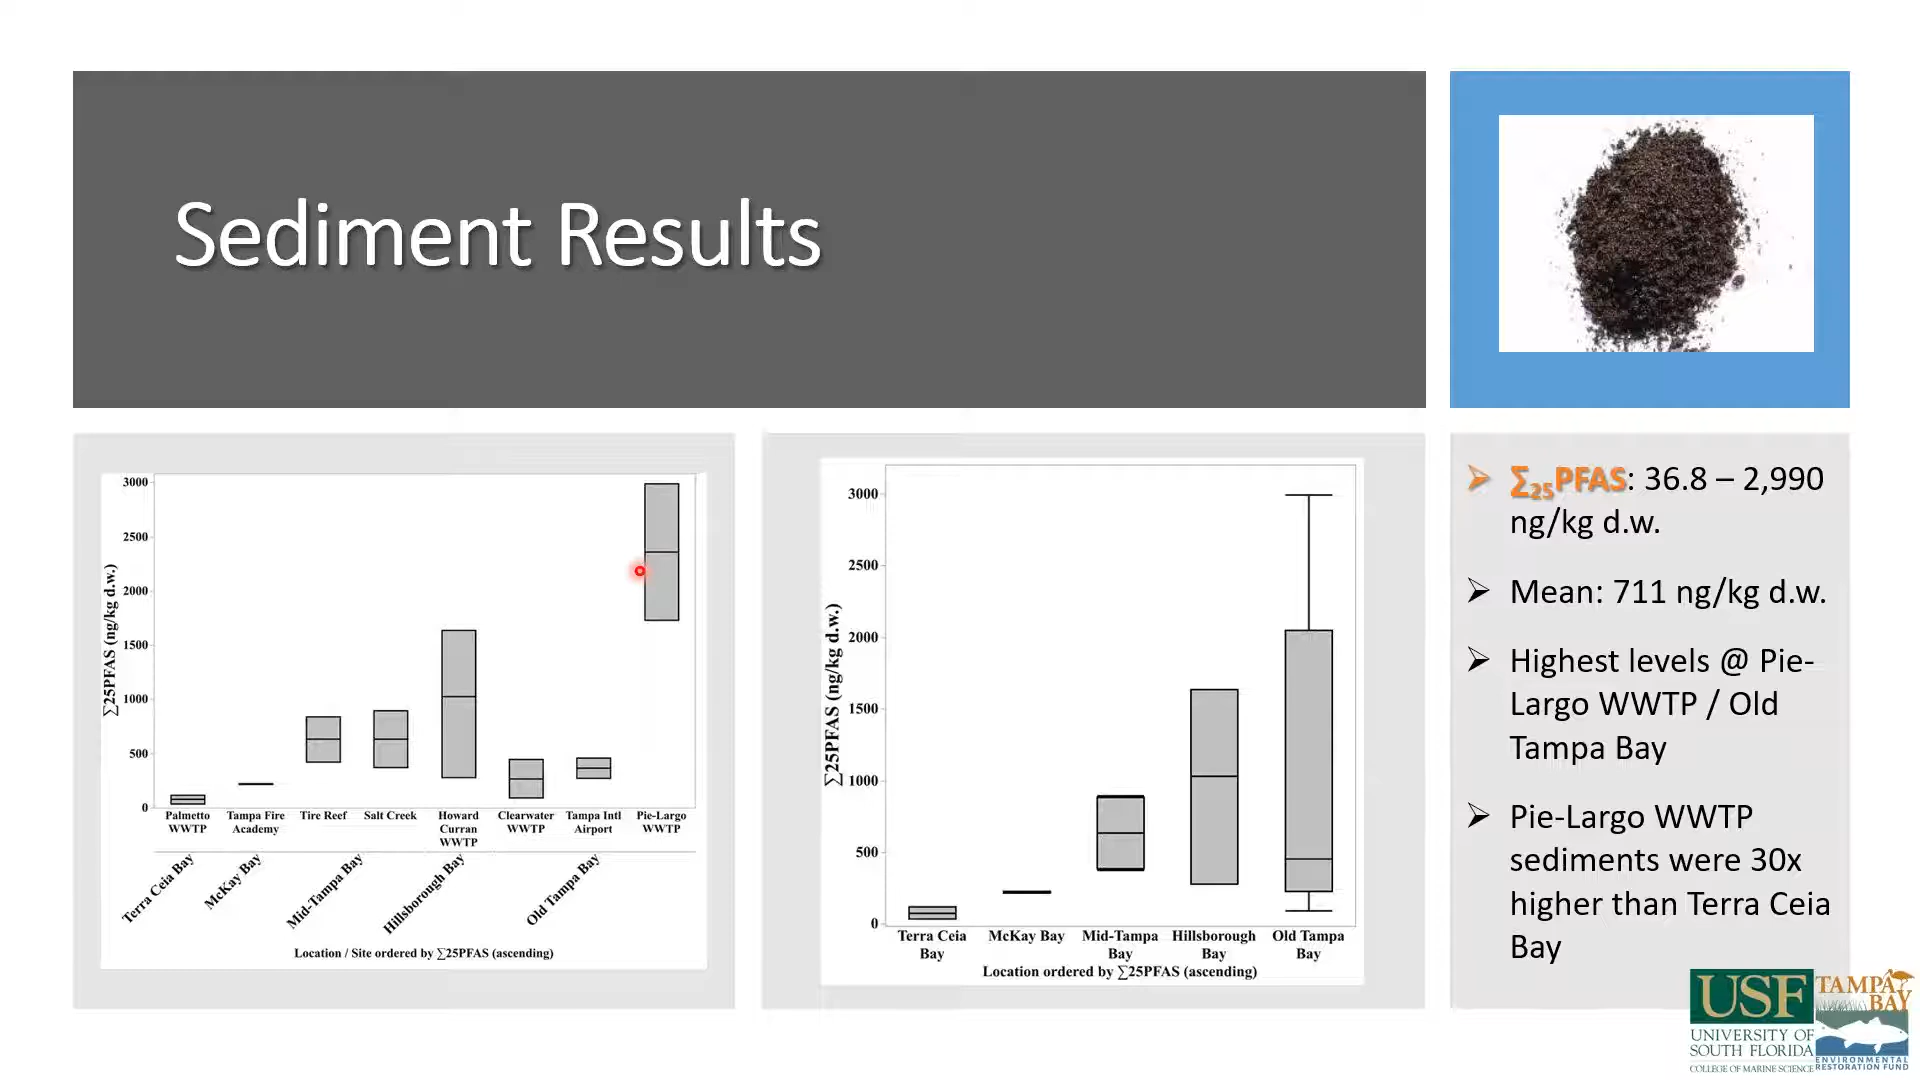 Sediment Results
3000
2500
2000
1500
1000
500
0
∑25PFAS (ng/kg d.w.)
Palmetto
WWTP
Tampa Fire
Academy
Tire Reef
Salt Creek
Howard
Curran
WWTP
Clearwater
WWTP
Tampa Intl
Airport
Pie-Largo
WWTP
Terra Ceia Bay
McKay Bay
Mid-Tampa Bay
Hillsborough Bay
Old Tampa Bay
Location / Site ordered by ∑25PFAS (ascending)
3000
2500
2000
1500
1000
500
0
∑25PFAS (ng/kg d.w.)
Terra Ceia
Bay
McKay Bay
Mid-Tampa
Bay
Hillsborough
Bay
Old Tampa
Bay
Location ordered by ∑25PFAS (ascending)
➢ ∑25PFAS: 36.8 – 2,990
ng/kg d.w.
➢ Mean: 711 ng/kg d.w.
➢ Highest levels @ Pie-
Largo WWTP / Old
Tampa Bay
➢ Pie-Largo WWTP
sediments were 30x
higher than Terra Ceia
Bay
USF
UNIVERSITY OF
SOUTH FLORIDA
COLLEGE OF MARINE SCIENCE
TAMPA
BAY
ENVIRONMENTAL
RESTORATION FUND